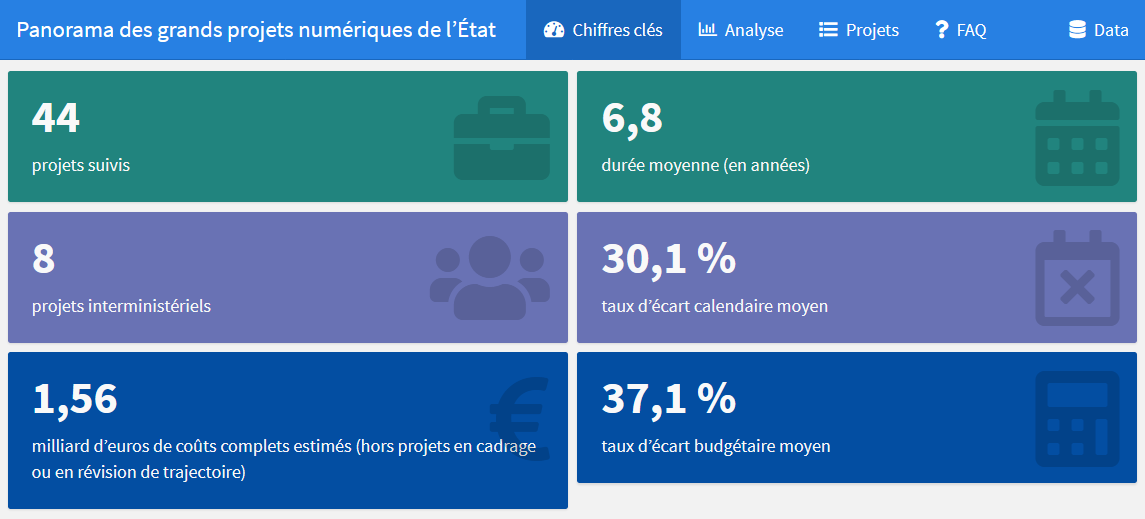 Panorama des grands projets numériques de l’État
Chiffres clés
Analyse
Projets
FAQ
Data
44
projets suivis
6,8
durée moyenne (en années)
8
projets interministériels
30,1 %
taux d’écart calendaire moyen
1,56
milliard d’euros de coûts complets estimés (hors projets en cadrage
ou en révision de trajectoire)
37,1 %
taux d’écart budgétaire moyen